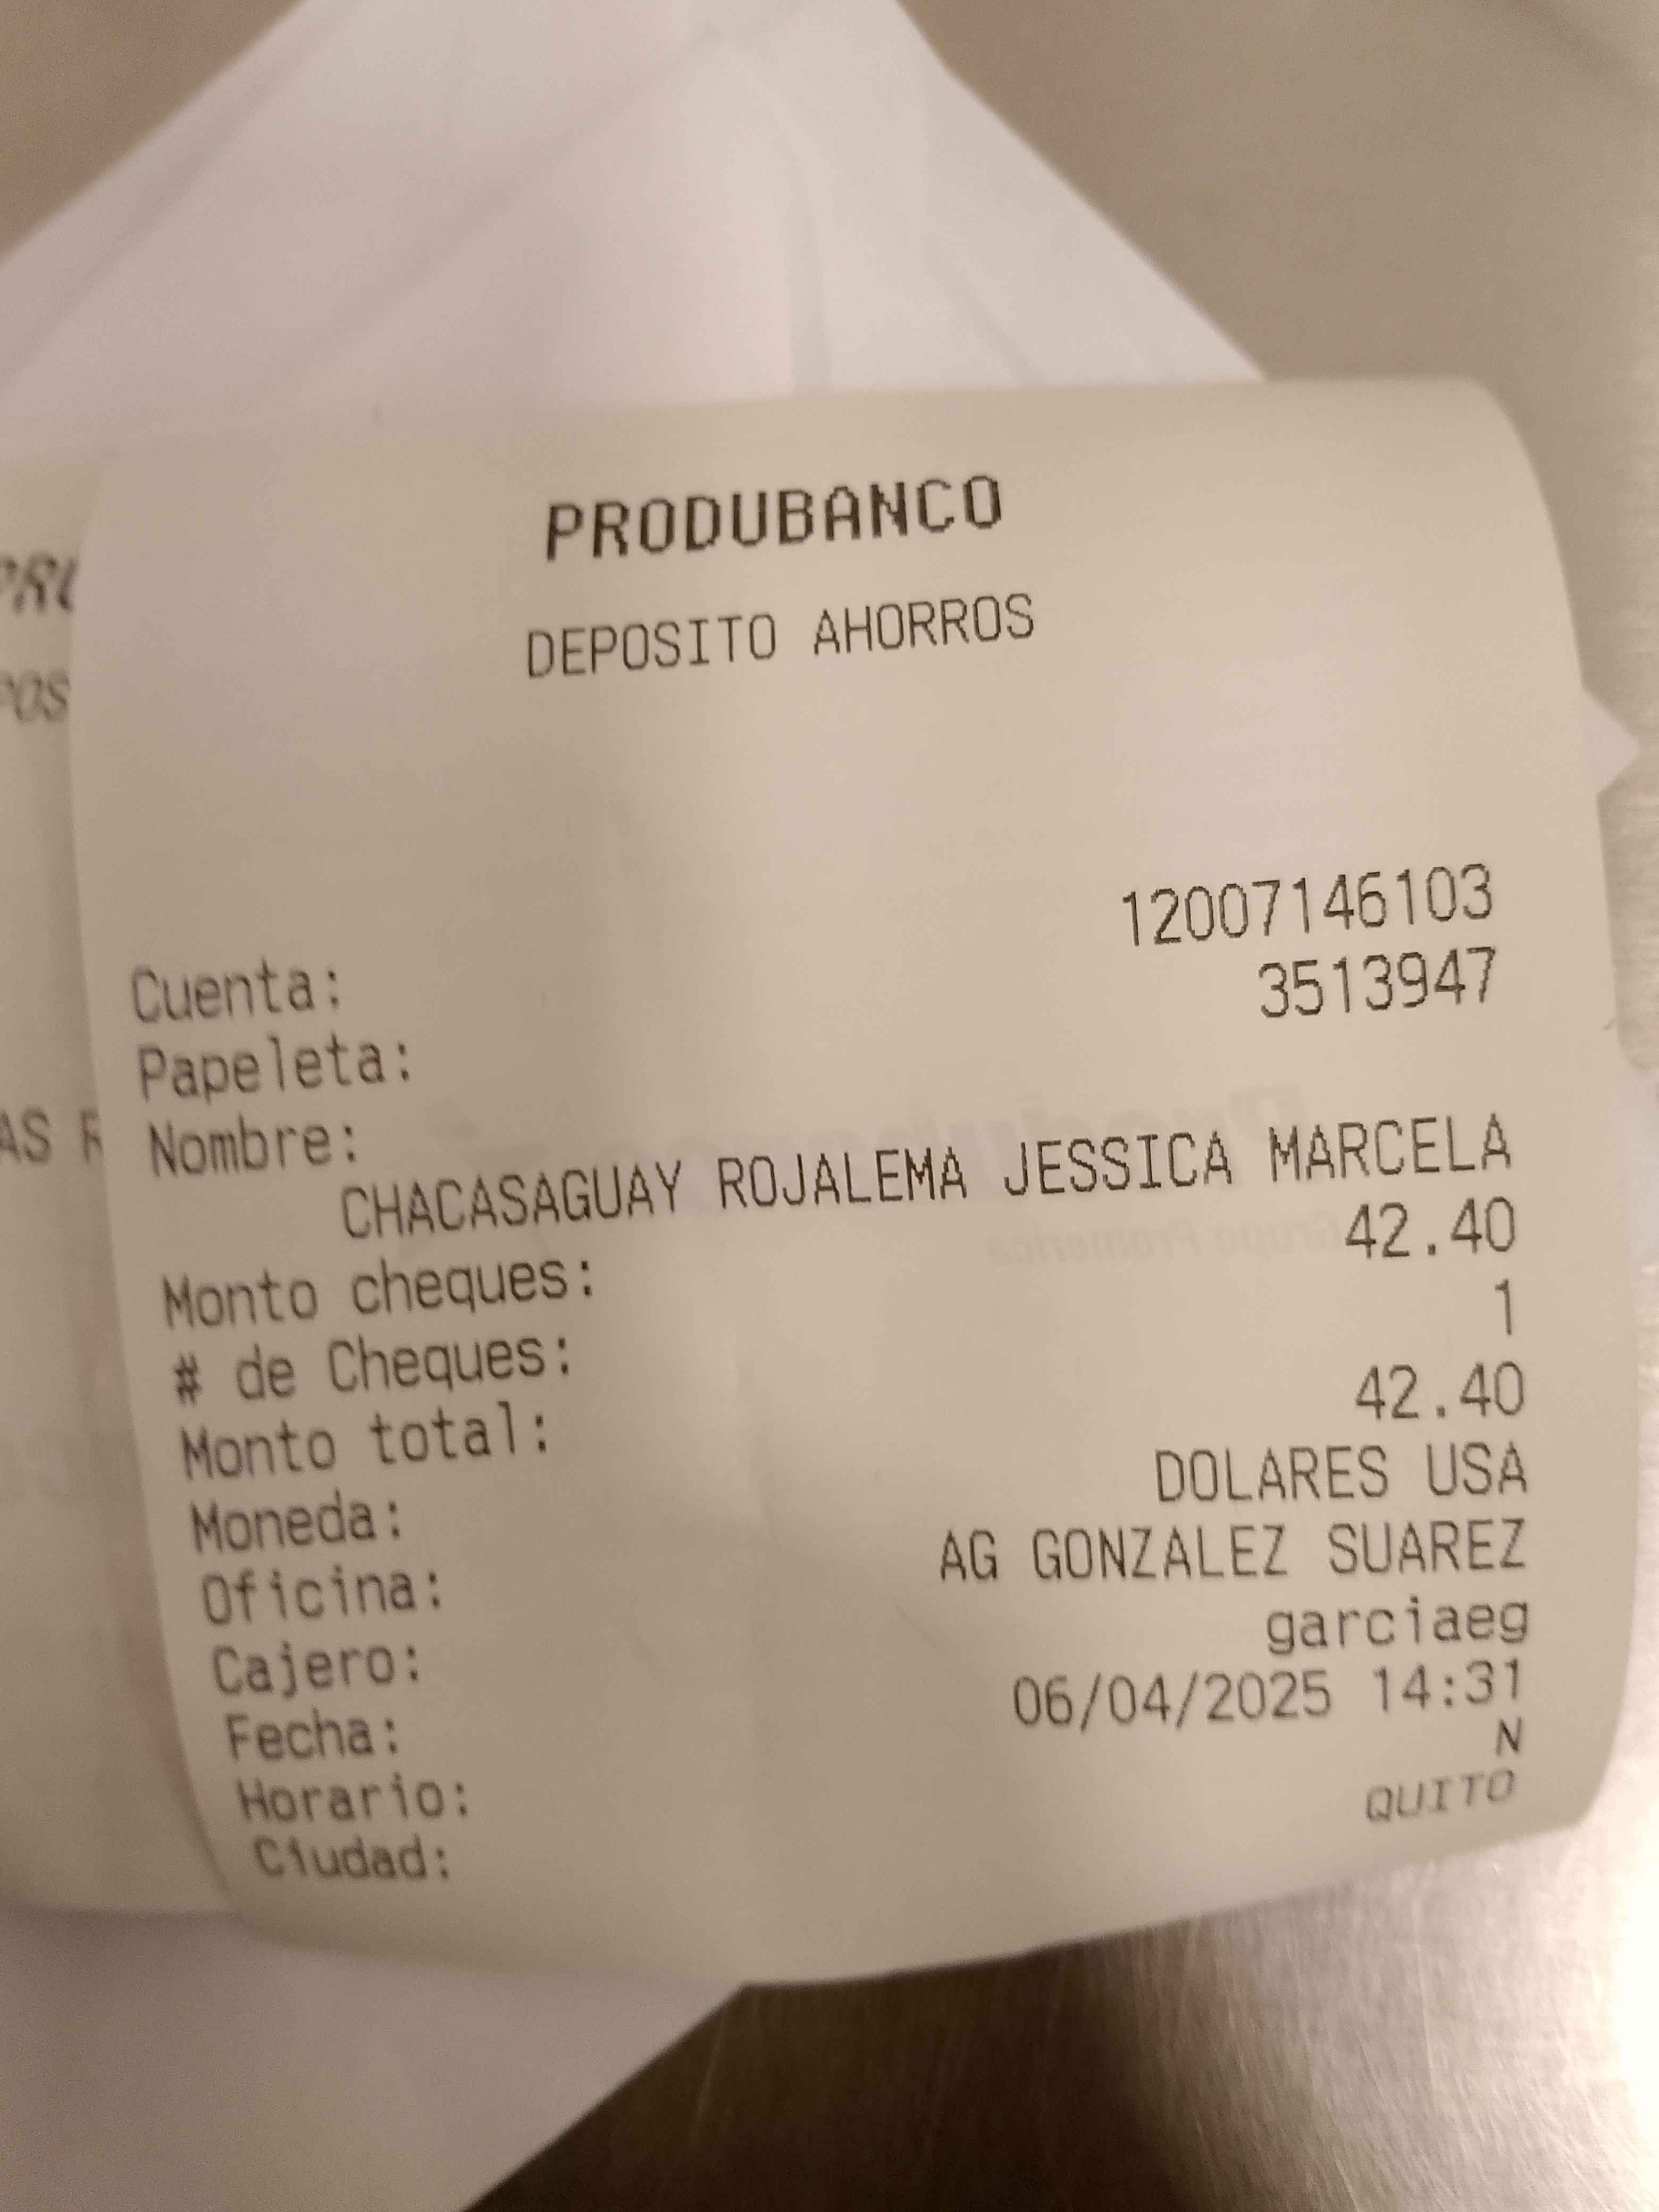 PRODUBANCO
DEPOSITO AHORROS
Cuenta: 12007146103
Papeleta: 3513947
Nombre:
CHACASAGUAY ROJALEMA JESSICA MARCELA
Monto cheques: 42.40
# de Cheques: 1
Monto total: 42.40
Moneda: DOLARES USA
Oficina: AG GONZALEZ SUAREZ
Cajero: garciaeg
Fecha: 06/04/2025 14:31
Horario: N
Ciudad: QUITO